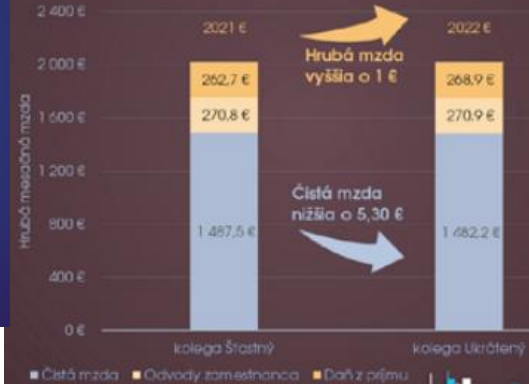 2 400 €
2 000 €
1 600 €
1 200 €
800 €
400 €
0 €
Hrubá mesačná mzda
2021 €
262,7 €
270,8 €
1 487,5 €
Hrubá mzda
vyššia o 1 €
Čistá mzda
nižšia o 5,30 €
2022 €
268,9 €
270,9 €
1 482,2 €
kolega Šťastný
kolega Ukrátený
Čistá mzda Odvody zamestnanca Daň z príjmu